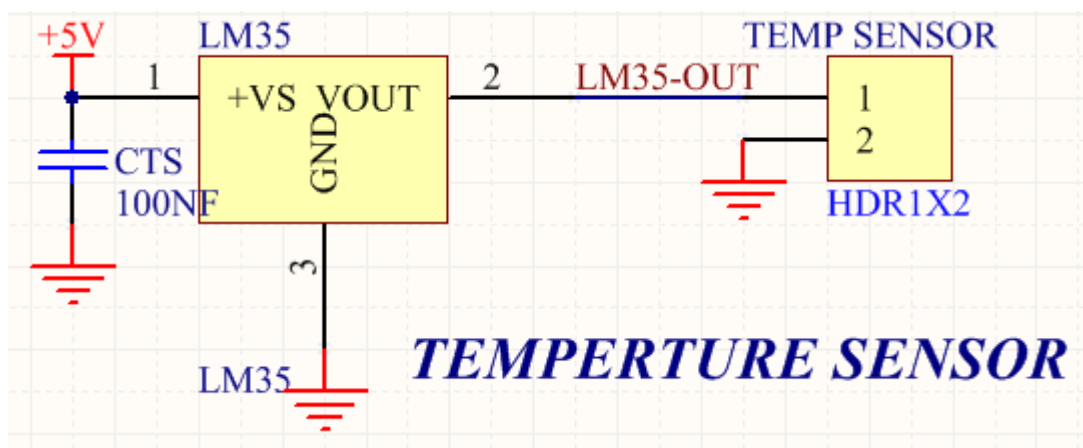 +5V
LM35
TEMP SENSOR
1
+VS
VOUT
GND
2
LM35-OUT
1
2
CTS
100NF
HDR1X2
3
LM35
TEMPERTURE SENSOR